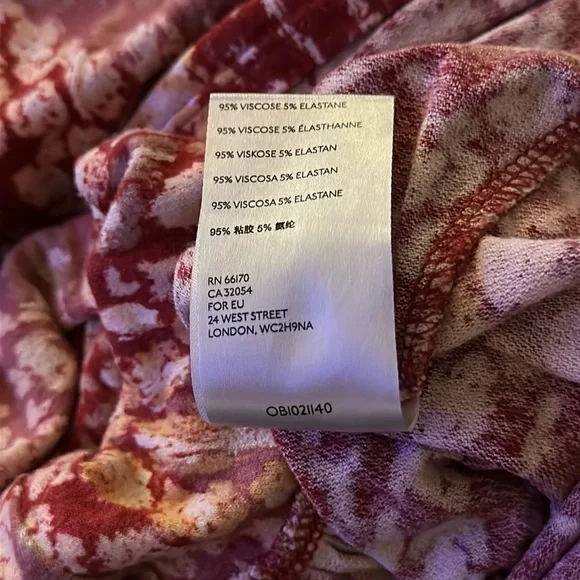 95% VISCOSE 5% ELASTANE
95% VISCOSE 5% ÉLASTHANNE
95% VISKOSE 5% ELASTAN
95% VISCOSA 5% ELASTAN
95% VISCOSA 5% ELASTANE
95% 粘胶 5% 氨纶
RN 66170
CA 32054
FOR EU
24 WEST STREET
LONDON, WC2H9NA
OB1021140